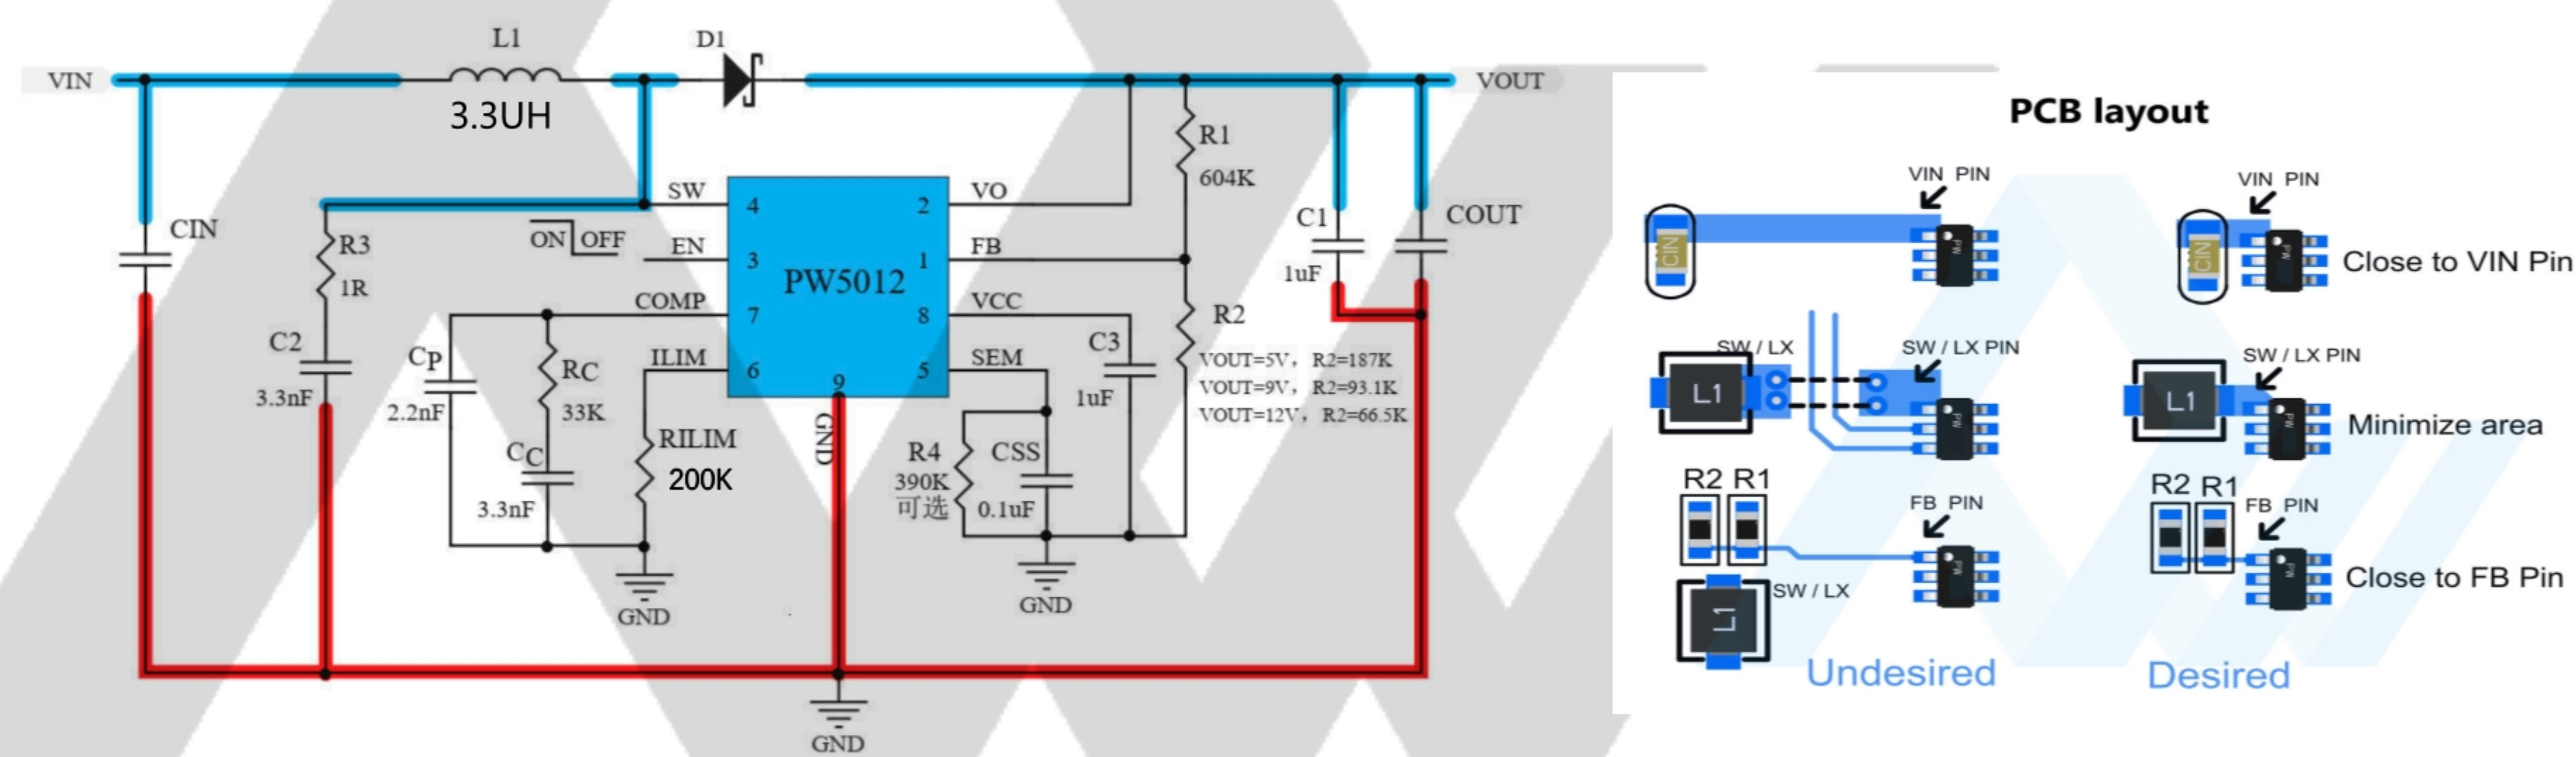 L1
D1
VIN
VOUT
3.3UH
R1
604K
SW
4
2
VO
CIN
C1
COUT
ON
OFF
R3
1R
EN
3
1
FB
1uF
PW5012
COMP
7
8
VCC
R2
C2
3.3nF
CP
2.2nF
RC
33K
ILIM
6
5
SEM
9
C3
1uF
VOUT=5V，R2=187K
VOUT=9V，R2=93.1K
VOUT=12V，R2=66.5K
GND
CC
3.3nF
RILIM
200K
R4
390K
可选
CSS
0.1uF
GND
GND
GND
PCB layout
VIN PIN
CIN
PW
VIN PIN
CIN
PW
Close to VIN Pin
SW / LX
L1
SW / LX PIN
PW
SW / LX PIN
L1
PW
Minimize area
R2 R1
FB PIN
PW
SW / LX
L1
R2 R1
FB PIN
PW
Close to FB Pin
Undesired
Desired